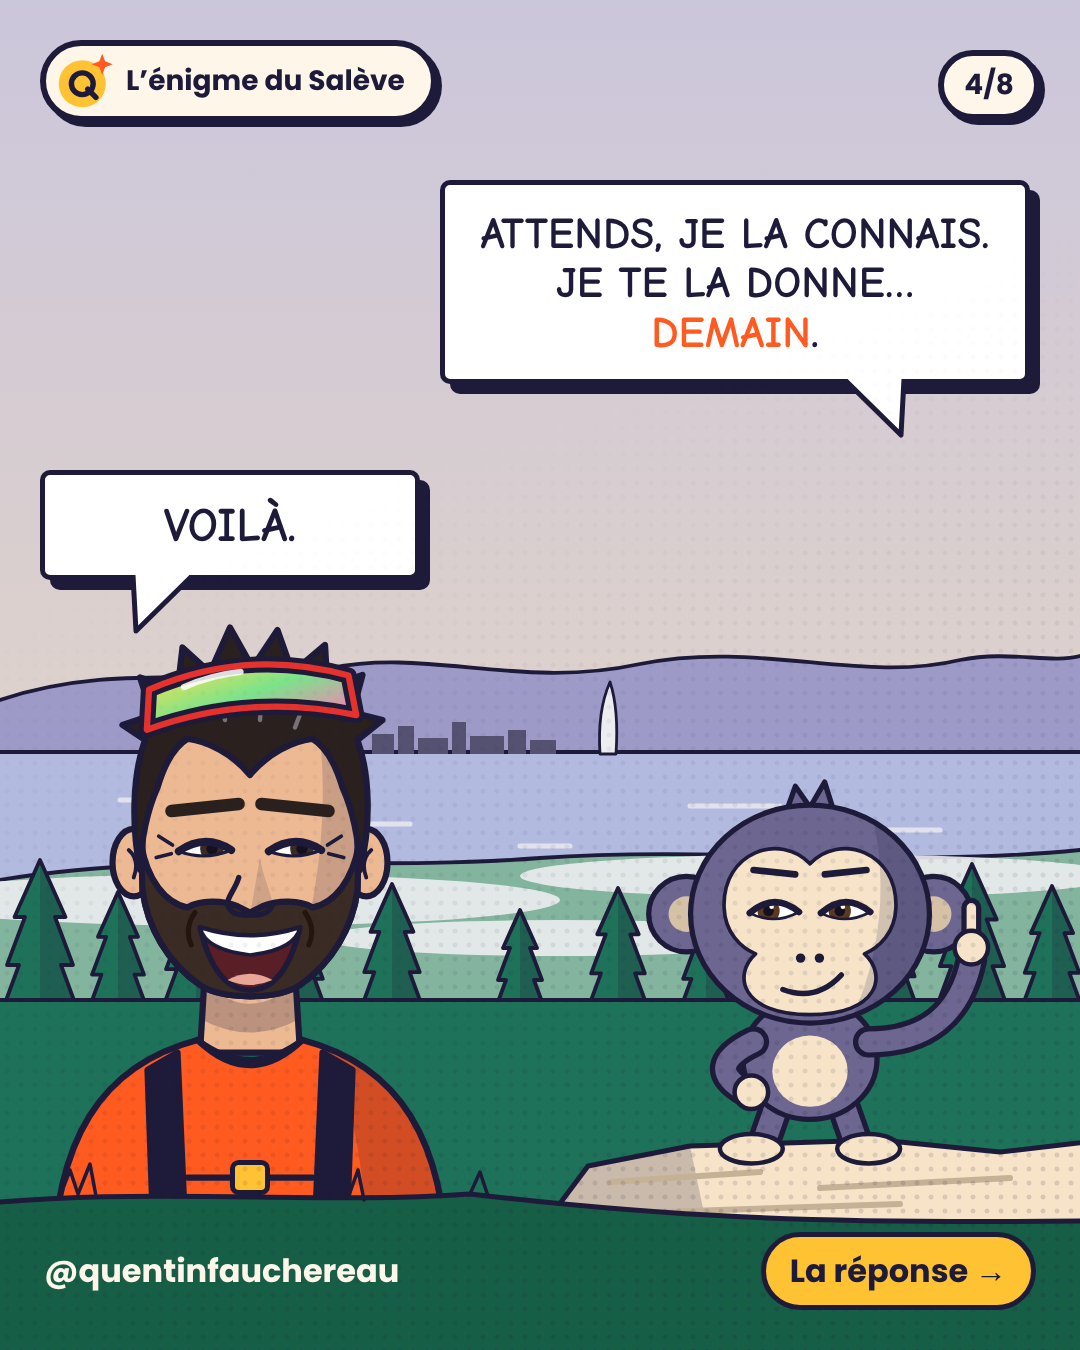 Q L’énigme du Salève
4/8
ATTENDS, JE LA CONNAIS.
JE TE LA DONNE...
DEMAIN.
VOILÀ.
@quentinfauchereau
La réponse →